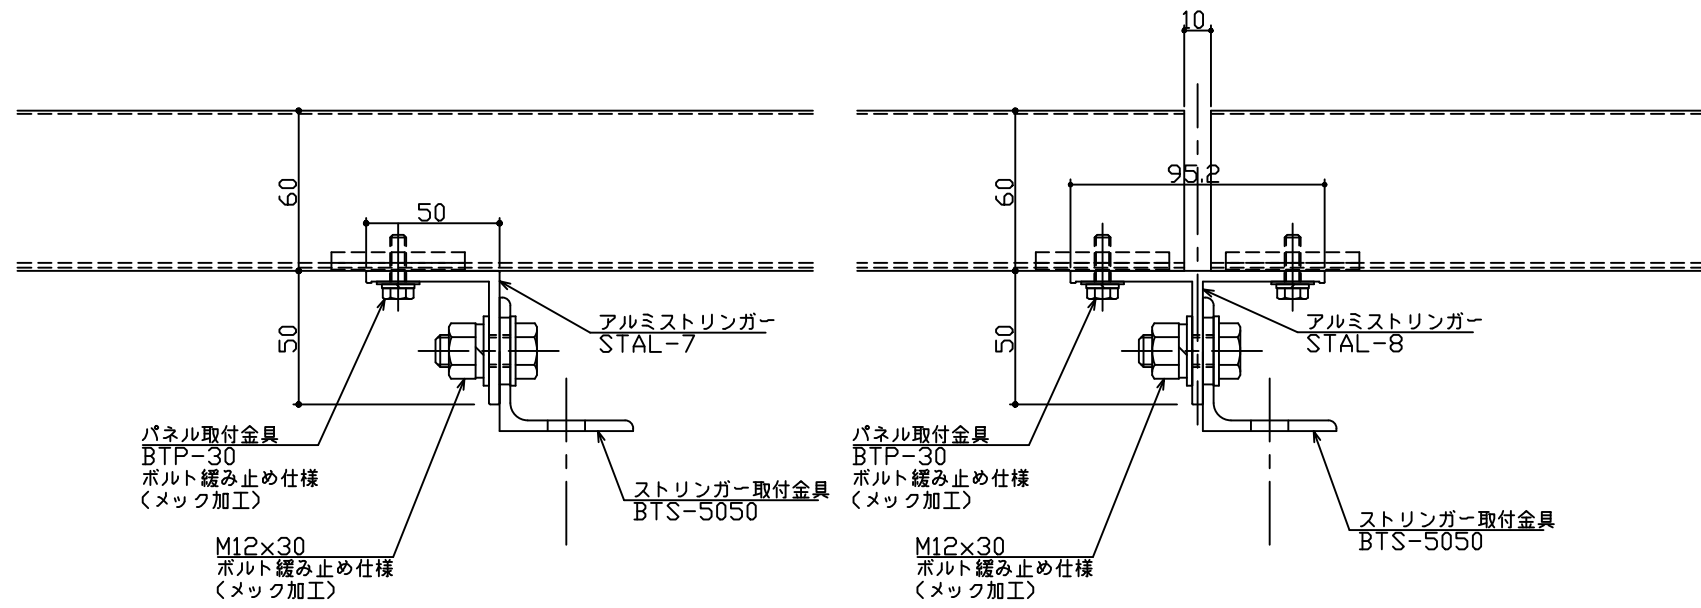 60
50
50
アルミストリンガー
STAL-7
パネル取付金具
BTP-30
ボルト緩み止め仕様
(メック加工)
ストリンガー取付金具
BTS-5050
M12x30
ボルト緩み止め仕様
(メック加工)
10
95.2
60
50
アルミストリンガー
STAL-8
パネル取付金具
BTP-30
ボルト緩み止め仕様
(メック加工)
ストリンガー取付金具
BTS-5050
M12x30
ボルト緩み止め仕様
(メック加工)